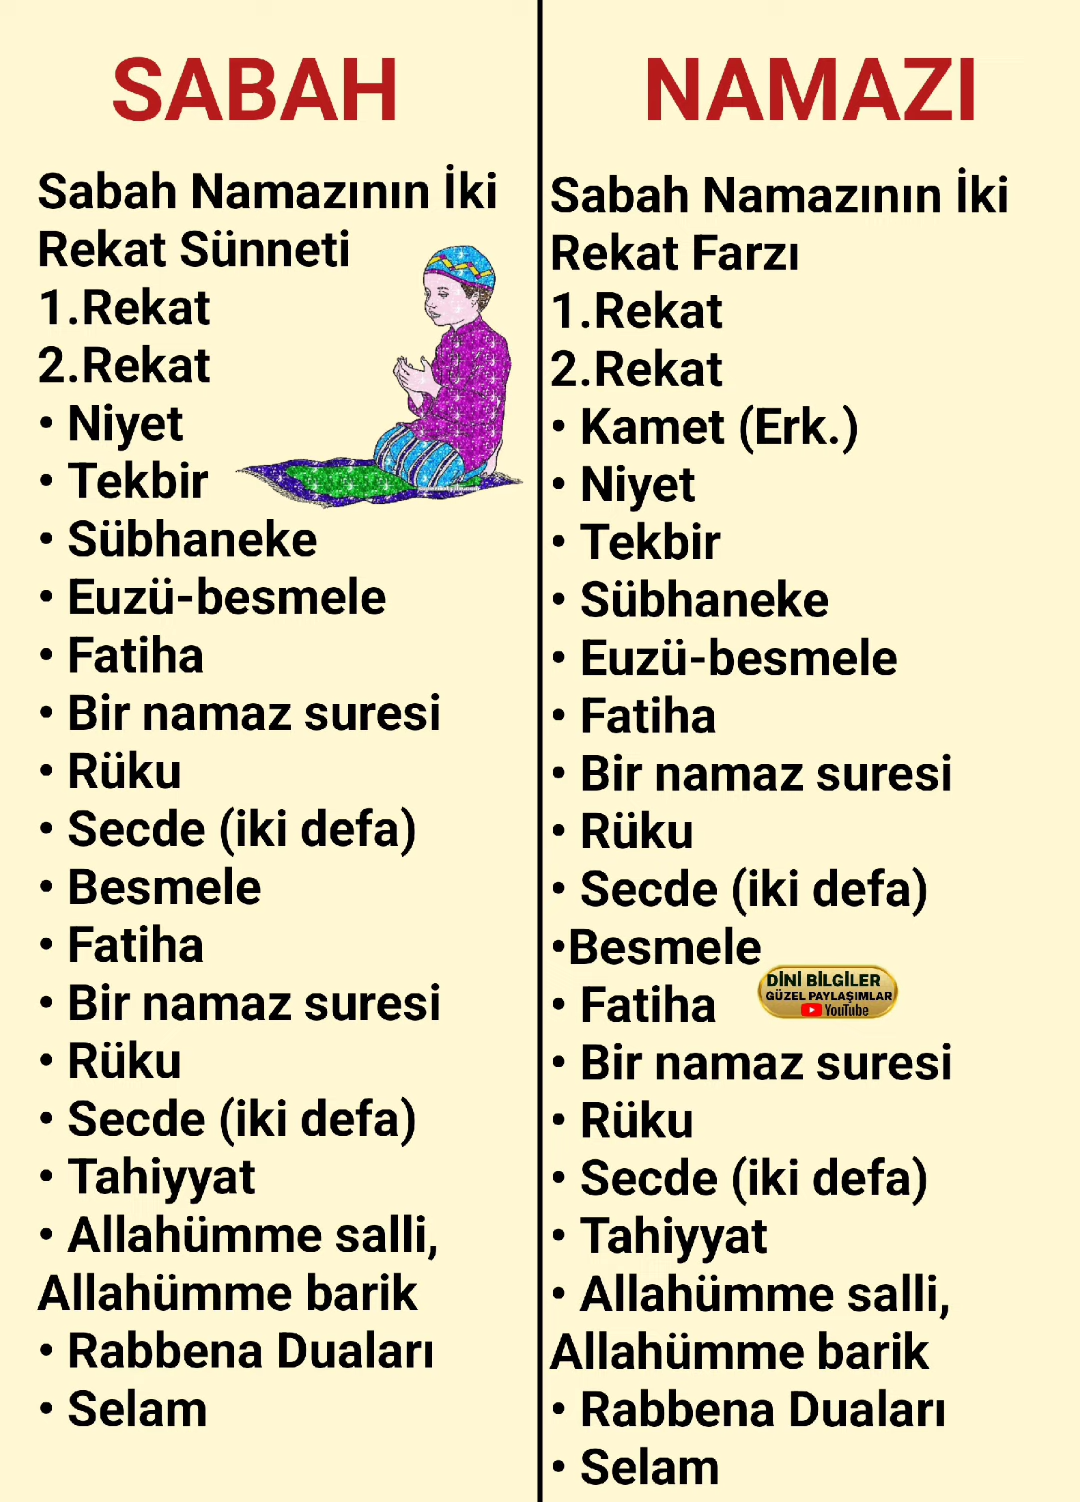 SABAH
Sabah Namazının İki
Rekat Sünneti
1.Rekat
2.Rekat
• Niyet
• Tekbir
• Sübhaneke
• Euzü-besmele
• Fatiha
• Bir namaz suresi
• Rüku
• Secde (iki defa)
• Besmele
• Fatiha
• Bir namaz suresi
• Rüku
• Secde (iki defa)
• Tahiyyat
• Allahümme salli,
Allahümme barik
• Rabbena Duaları
• Selam
NAMAZI
Sabah Namazının İki
Rekat Farzı
1.Rekat
2.Rekat
• Kamet (Erk.)
• Niyet
• Tekbir
• Sübhaneke
• Euzü-besmele
• Fatiha
• Bir namaz suresi
• Rüku
• Secde (iki defa)
•Besmele
• Fatiha
• Bir namaz suresi
• Rüku
• Secde (iki defa)
• Tahiyyat
• Allahümme salli,
Allahümme barik
• Rabbena Duaları
• Selam
DİNİ BİLGİLER
GÜZEL PAYLAŞIMLAR
YouTube